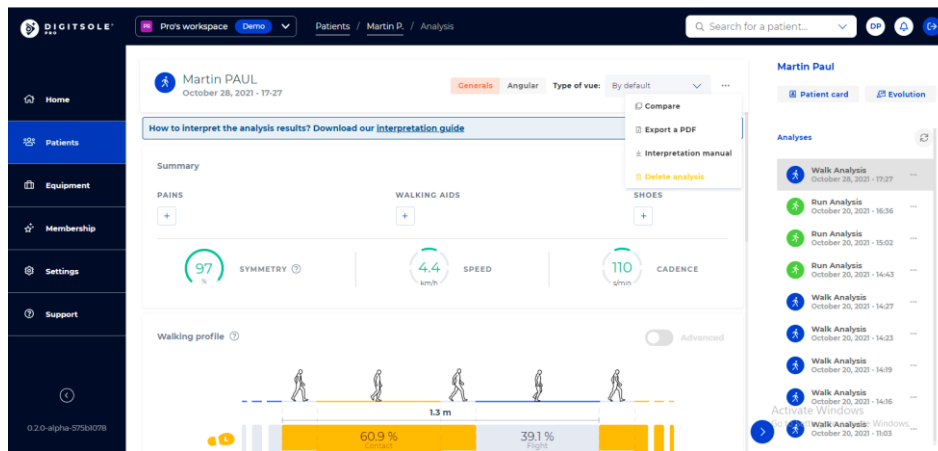 DIGITSOLE®
PRO
PR Pro's workspace Demo
Patients / Martin P. / Analysis
Search for a patient...
DP
Home
Patients
Equipment
Membership
Settings
Support
0.2.0-alpha-575b1078
Martin PAUL
October 28, 2021 - 17-27
Generals Angular Type of vue: By default
Compare
Export a PDF
Interpretation manual
Delete analysis
How to interpret the analysis results? Download our interpretation guide
Summary
PAINS WALKING AIDS SHOES
+ + +
97 % SYMMETRY ?
4.4 km/h SPEED
110 s/min CADENCE
Walking profile ?
Advanced
1.3 m
L
60.9 % Contact
39.1 % Flight
Martin Paul
Patient card Evolution
Analyses
Walk Analysis
October 28, 2021 - 17:27
Run Analysis
October 20, 2021 - 16:36
Run Analysis
October 20, 2021 - 15:02
Run Analysis
October 20, 2021 - 14:43
Walk Analysis
October 20, 2021 - 14:27
Walk Analysis
October 20, 2021 - 14:23
Walk Analysis
October 20, 2021 - 14:19
Walk Analysis
October 20, 2021 - 14:16
Activate Windows
Walk Analysis
October 20, 2021 - 11:03
Windows.